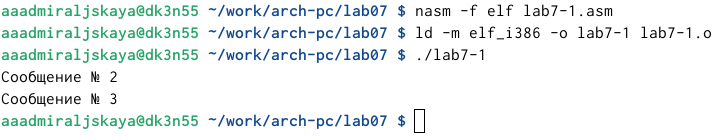 aaadmiraljskaya@dk3n55 ~/work/arch-pc/lab07 $ nasm -f elf lab7-1.asm
aaadmiraljskaya@dk3n55 ~/work/arch-pc/lab07 $ ld -m elf_i386 -o lab7-1 lab7-1.o
aaadmiraljskaya@dk3n55 ~/work/arch-pc/lab07 $ ./lab7-1
Сообщение № 2
Сообщение № 3
aaadmiraljskaya@dk3n55 ~/work/arch-pc/lab07 $